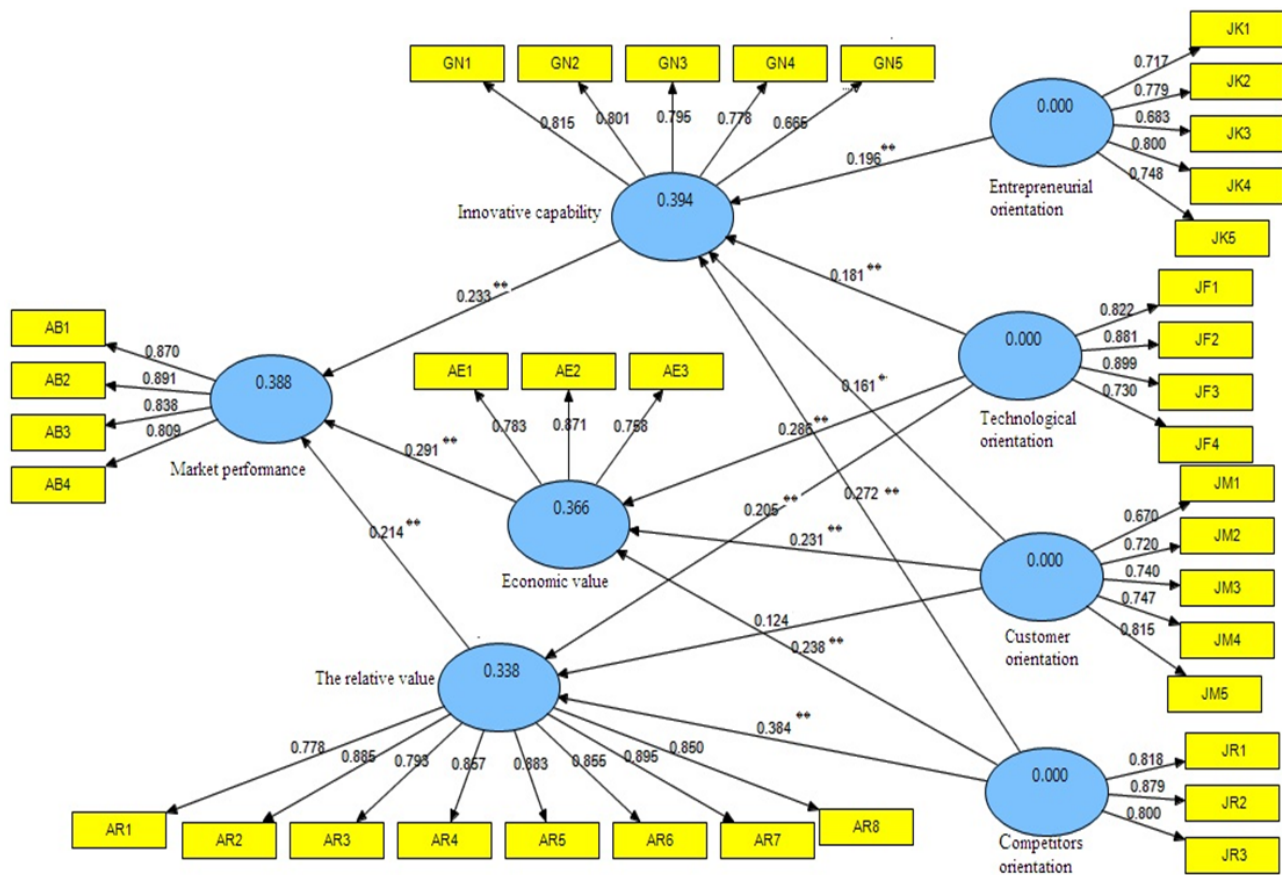 GN1 GN2 GN3 GN4 GN5
0.815 0.801 0.795 0.778 0.665
0.394
Innovative capability
JK1
JK2
JK3
JK4
JK5
0.717
0.779
0.683
0.800
0.748
0.000
Entrepreneurial
orientation
0.196 **
0.181 **
0.161 *
0.272 **
JF1
JF2
JF3
JF4
0.822
0.881
0.899
0.730
0.000
Technological
orientation
0.233 **
AB1
AB2
AB3
AB4
0.870
0.891
0.838
0.809
0.388
Market performance
AE1 AE2 AE3
0.783 0.871 0.758
0.291 **
0.366
Economic value
0.286 **
0.205 **
0.231 **
0.238 **
JM1
JM2
JM3
JM4
JM5
0.670
0.720
0.740
0.747
0.815
0.000
Customer
orientation
0.214 **
0.124
0.384 **
The relative value
0.338
0.778 0.885 0.793 0.857 0.883 0.855 0.895 0.850
AR1 AR2 AR3 AR4 AR5 AR6 AR7 AR8
JR1
JR2
JR3
0.818
0.879
0.800
0.000
Competitors
orientation